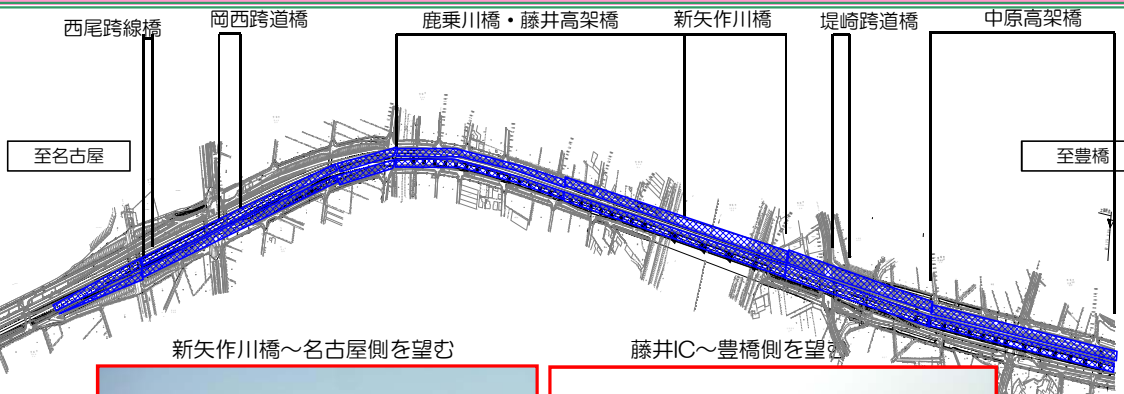 西尾跨線橋
岡西跨道橋
鹿乗川橋・藤井高架橋
新矢作川橋
堤崎跨道橋
中原高架橋
至名古屋
至豊橋
新矢作川橋～名古屋側を望む
藤井IC～豊橋側を望む